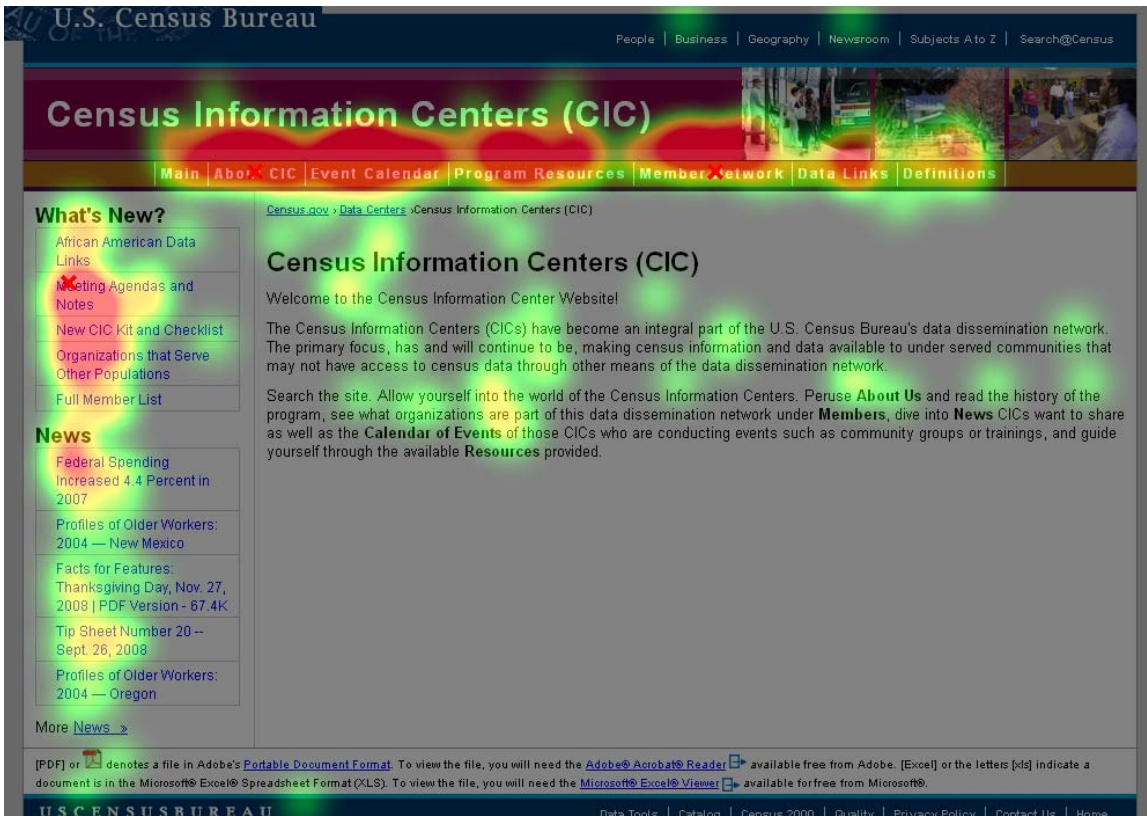 U.S. Census Bureau
People | Business | Geography | Newsroom | Subjects A to Z | Search@Census
Census Information Centers (CIC)
Main | About CIC | Event Calendar | Program Resources | Member Network | Data Links | Definitions
What's New?
African American Data
Links
Meeting Agendas and
Notes
New CIC Kit and Checklist
Organizations that Serve
Other Populations
Full Member List
News
Federal Spending
Increased 4.4 Percent in
2007
Profiles of Older Workers:
2004 — New Mexico
Facts for Features:
Thanksgiving Day, Nov. 27,
2008 | PDF Version - 67.4K
Tip Sheet Number 20 --
Sept. 26, 2008
Profiles of Older Workers:
2004 — Oregon
More News »
Census.gov › Data Centers ›Census Information Centers (CIC)
Census Information Centers (CIC)
Welcome to the Census Information Center Website!
The Census Information Centers (CICs) have become an integral part of the U.S. Census Bureau's data dissemination network.
The primary focus, has and will continue to be, making census information and data available to under served communities that
may not have access to census data through other means of the data dissemination network.
Search the site. Allow yourself into the world of the Census Information Centers. Peruse About Us and read the history of the
program, see what organizations are part of this data dissemination network under Members, dive into News CICs want to share
as well as the Calendar of Events of those CICs who are conducting events such as community groups or trainings, and guide
yourself through the available Resources provided.
[PDF] or denotes a file in Adobe's Portable Document Format. To view the file, you will need the Adobe® Acrobat® Reader available free from Adobe. [Excel] or the letters [xls] indicate a
document is in the Microsoft® Excel® Spreadsheet Format (XLS). To view the file, you will need the Microsoft® Excel® Viewer available for free from Microsoft®.
USCENSUSBUREAU
Data Tools | Catalog | Census 2000 | Quality | Privacy Policy | Contact Us | Home